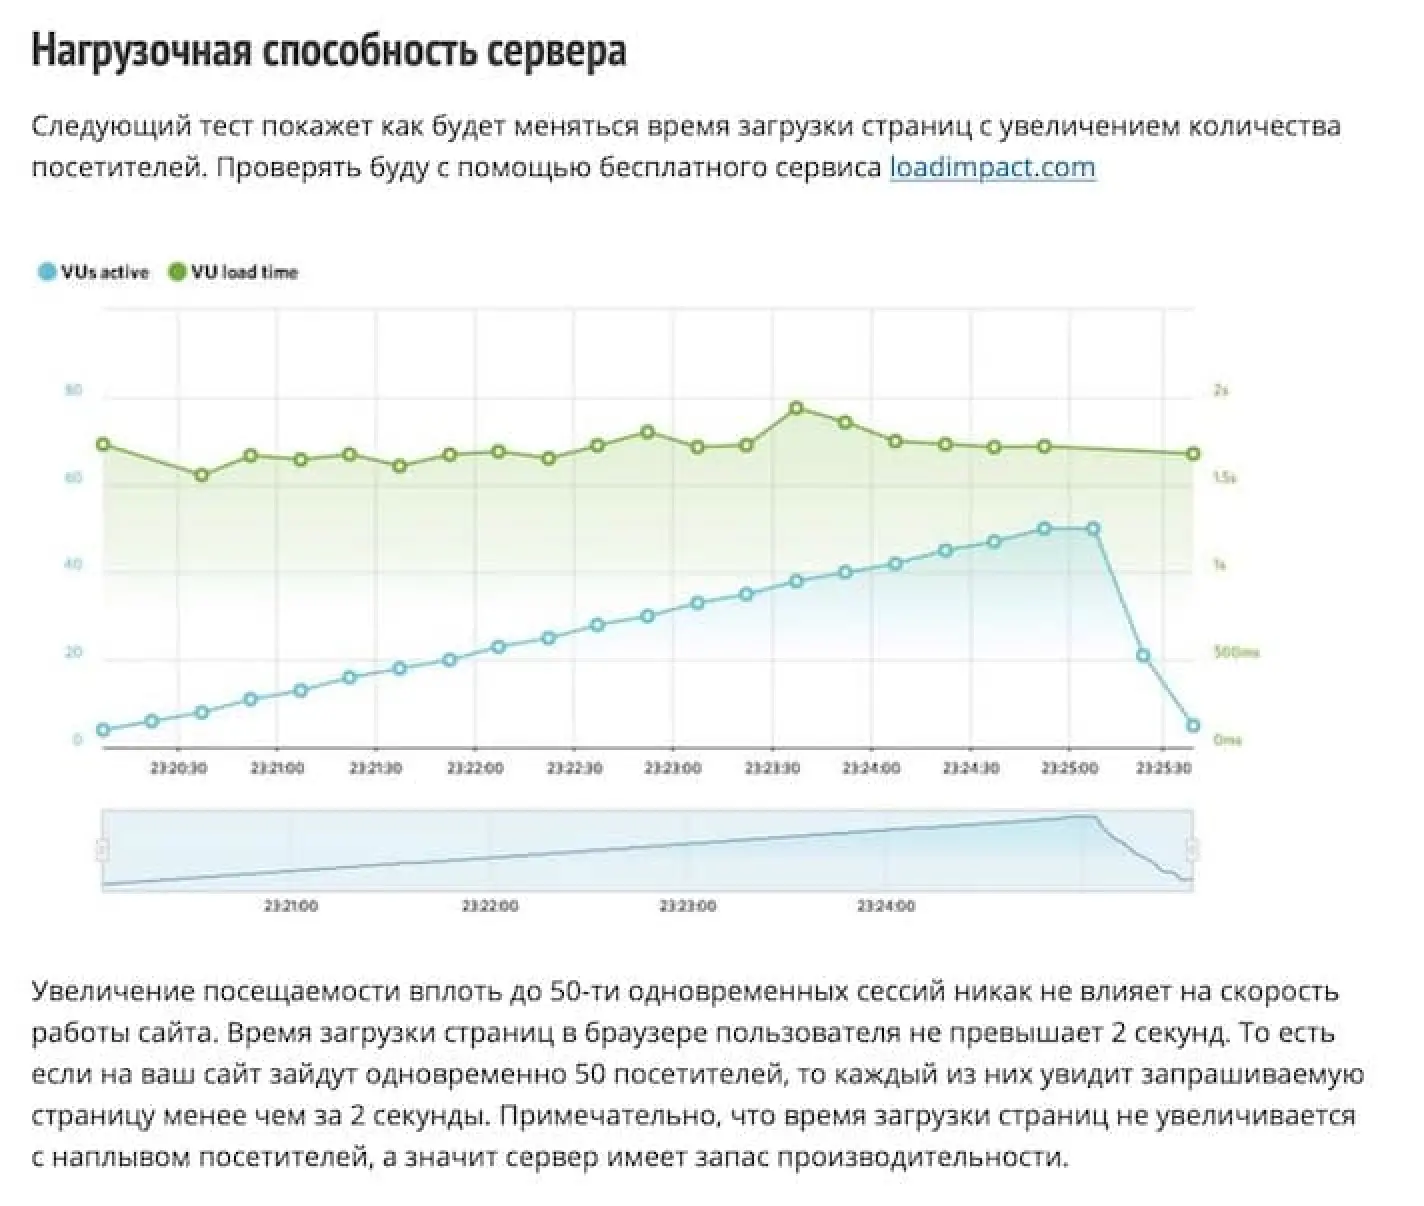 Нагрузочная способность сервера
Следующий тест покажет как будет меняться время загрузки страниц с увеличением количества
посетителей. Проверять буду с помощью бесплатного сервиса loadimpact.com
VUs active VU load time
80 2s
60 1.5s
40 1s
20 500ms
0 0ms
23:20:30 23:21:00 23:21:30 23:22:00 23:22:30 23:23:00 23:23:30 23:24:00 23:24:30 23:25:00 23:25:30
23:21:00 23:22:00 23:23:00 23:24:00
Увеличение посещаемости вплоть до 50-ти одновременных сессий никак не влияет на скорость
работы сайта. Время загрузки страниц в браузере пользователя не превышает 2 секунд. То есть
если на ваш сайт зайдут одновременно 50 посетителей, то каждый из них увидит запрашиваемую
страницу менее чем за 2 секунды. Примечательно, что время загрузки страниц не увеличивается
с наплывом посетителей, а значит сервер имеет запас производительности.